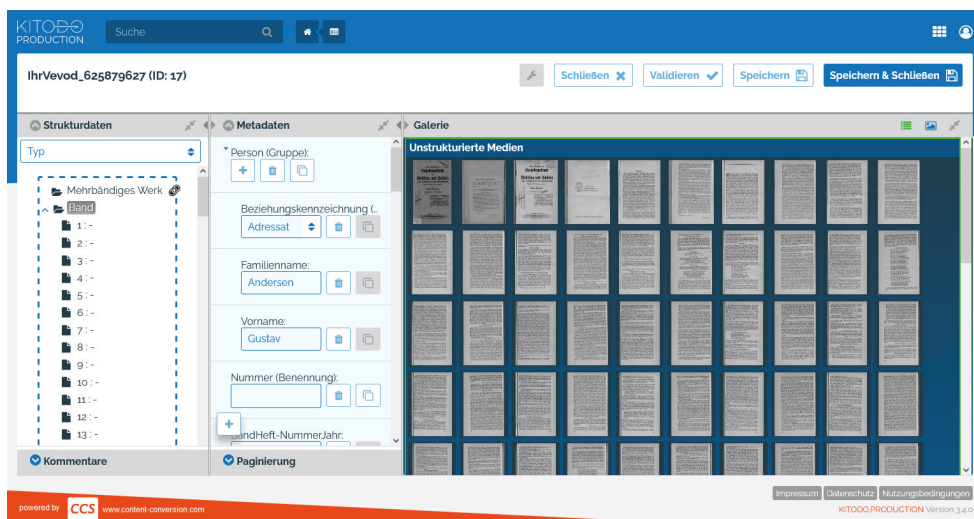 KITODO
PRODUCTION
Suche
IhrVevod_625879627 (ID: 17)
Schließen
Validieren
Speichern
Speichern & Schließen
Strukturdaten
Metadaten
Galerie
Typ
Mehrbändiges Werk
Band
1 : -
2 : -
3 : -
4 : -
5 : -
6 : -
7 : -
8 : -
9 : -
10 : -
11 : -
12 : -
13 : -
Kommentare
* Person (Gruppe):
Beziehungskennzeichnung (...
Adressat
Familienname:
Andersen
Vorname:
Gustav
Nummer (Benennung):
andHeft-NummerJahr:
Paginierung
Unstrukturierte Medien
Impressum
Datenschutz
Nutzungsbedingungen
powered by CCS www.content-conversion.com
KITODO.PRODUCTION Version 3.4.0